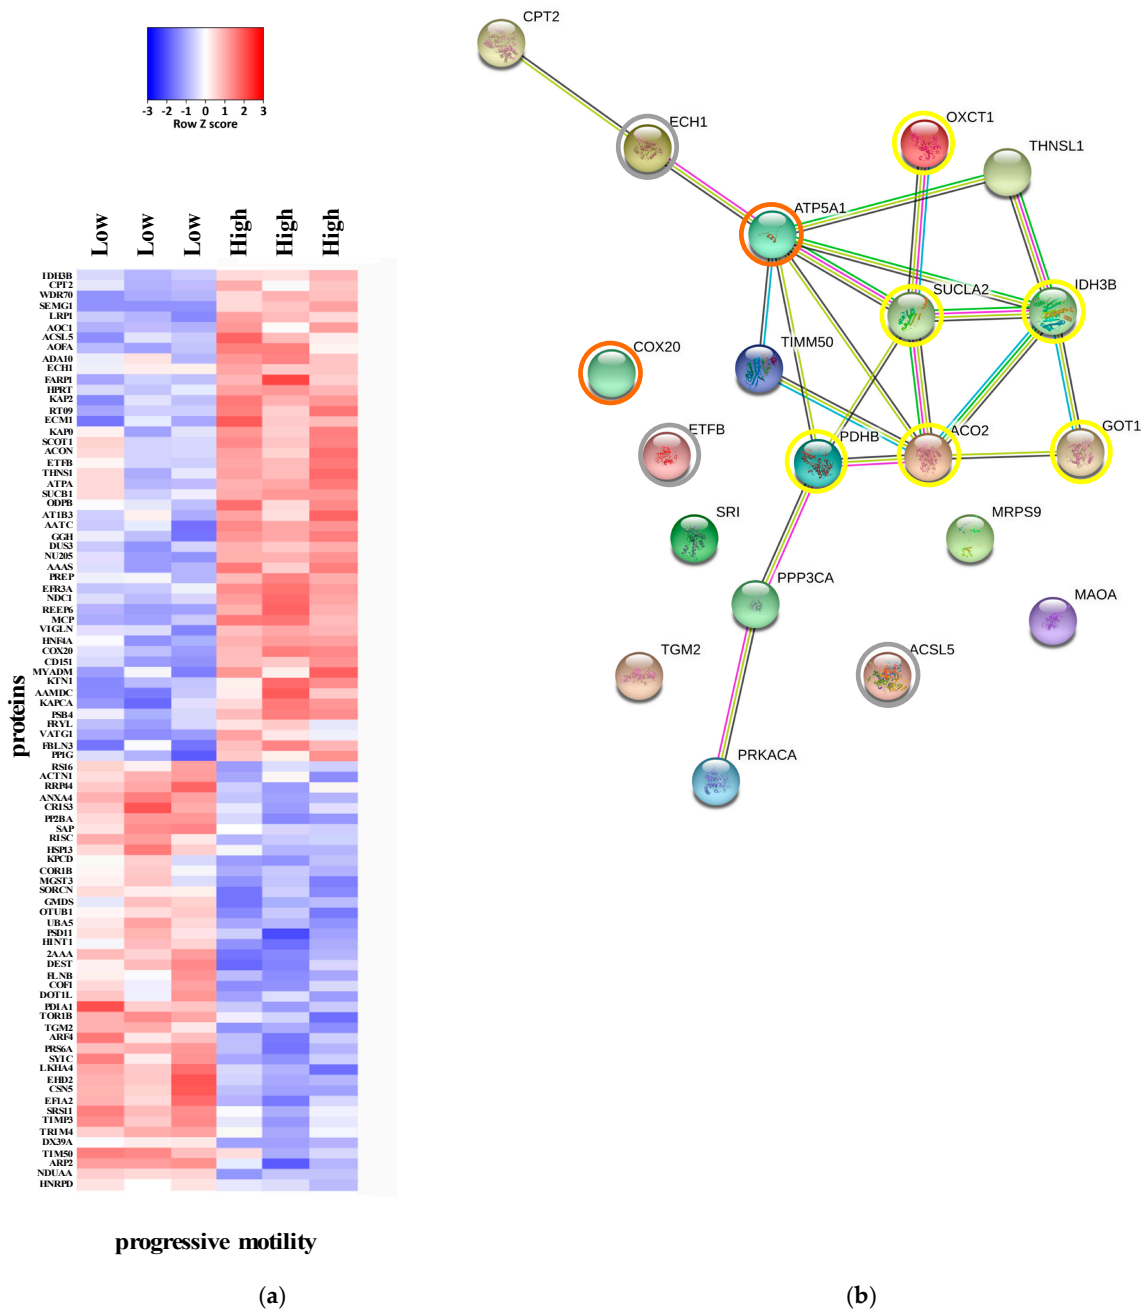 -3 -2 -1 0 1 2 3
Row Z score
Low Low Low High High High
IDH3B
CPT2
WDR70
SEMG1
LRP1
AOC1
ACSL5
AOFA
ADA10
ECH1
FARP1
HPRT
KAP2
RT09
ECM1
KAP0
SCOT1
ACON
ETFB
THNS1
ATPA
SUCB1
ODPB
AT1B3
AATC
GGH
DUS3
NU205
AAAS
PREP
EFR3A
NDC1
REEP6
MCP
VIGLN
HNF4A
COX20
CD151
MYADM
KTN1
AAMDC
KAPCA
PSB4
FRYL
VATG1
FBLN3
PP1G
RS16
ACTN1
RRP44
ANXA4
CRIS3
PP2BA
SAP
RISC
HSP13
KPCD
COR1B
MGST3
SORCN
GMDS
OTUB1
UBA5
PSD11
HINT1
2AAA
DEST
FLNB
COF1
DOT1L
PDIA1
TOR1B
TGM2
ARF4
PRS6A
SYIC
LKHA4
EHD2
CSN5
EF1A2
SRS11
TIMP3
TRIM4
DX39A
TIM50
ARP2
NDUAA
HNRPD
proteins
progressive motility
(a)
CPT2
ECH1
OXCT1
THNSL1
ATP5A1
SUCLA2
IDH3B
TIMM50
COX20
ETFB
PDHB
ACO2
GOT1
SRI
MRPS9
PPP3CA
MAOA
TGM2
ACSL5
PRKACA
(b)